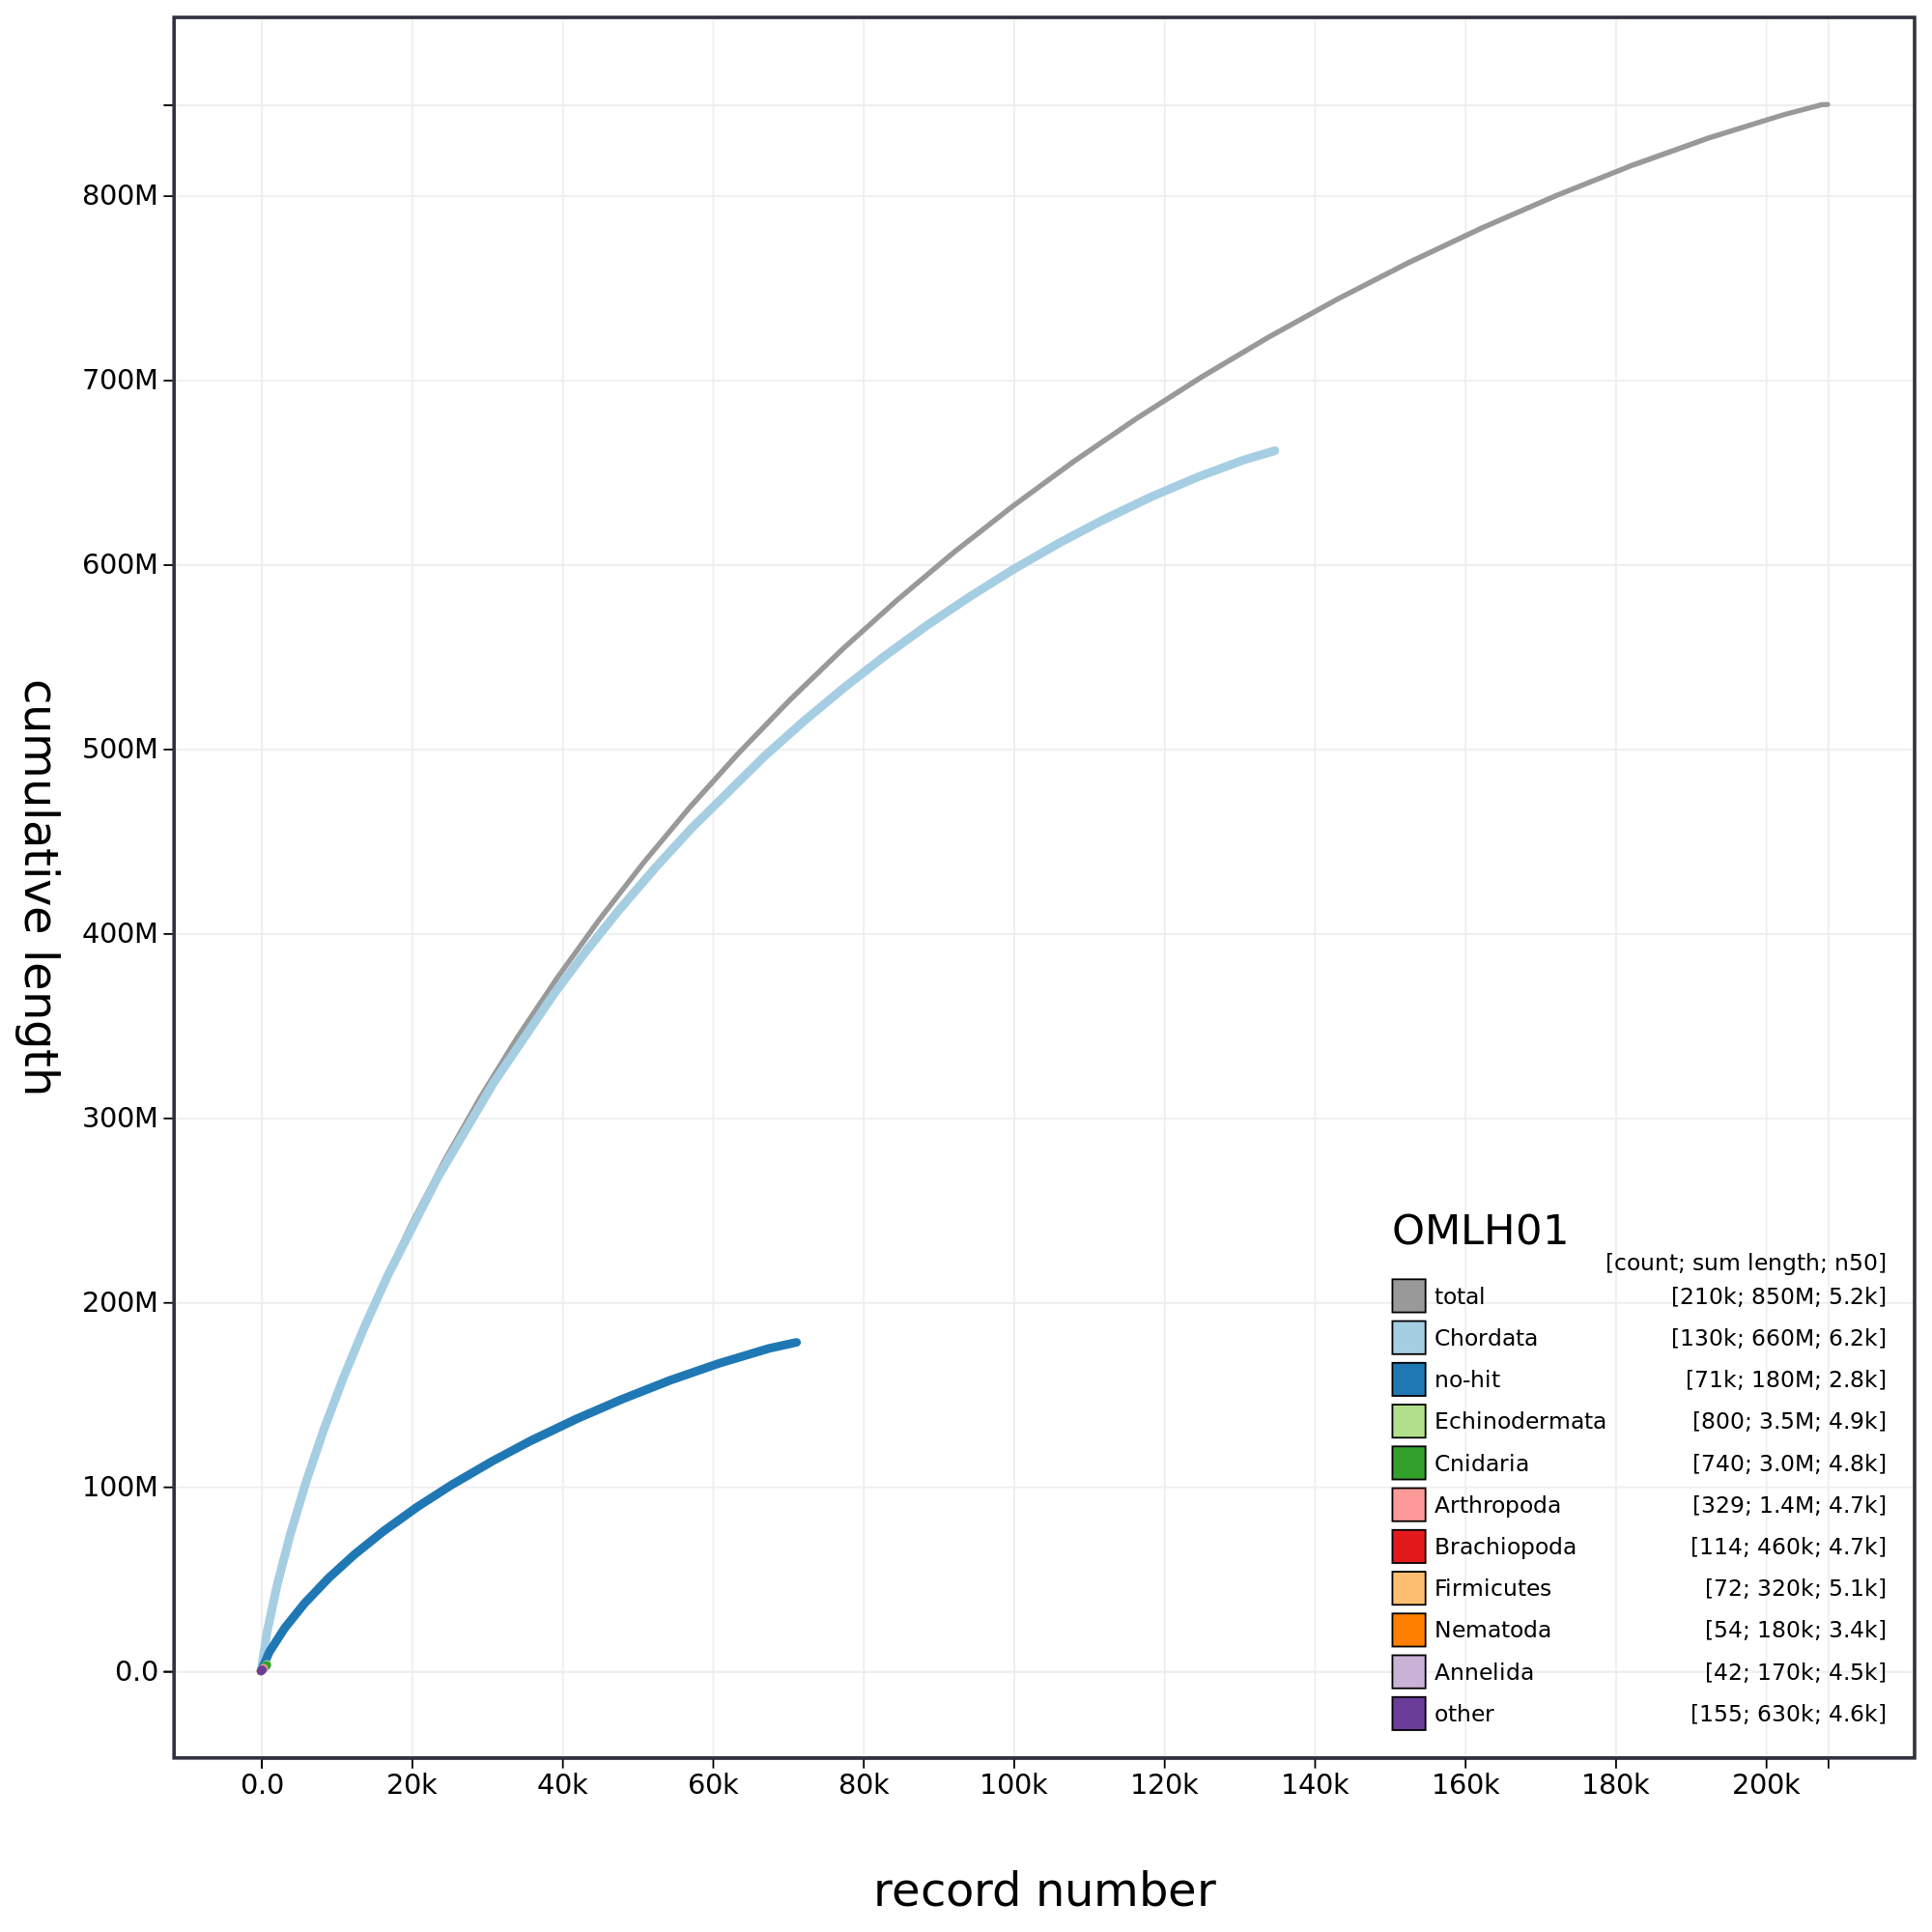 cumulative length
800M
700M
600M
500M
400M
300M
200M
100M
0.0
OMLH01
[count; sum length; n50]
total [210k; 850M; 5.2k]
Chordata [130k; 660M; 6.2k]
no-hit [71k; 180M; 2.8k]
Echinodermata [800; 3.5M; 4.9k]
Cnidaria [740; 3.0M; 4.8k]
Arthropoda [329; 1.4M; 4.7k]
Brachiopoda [114; 460k; 4.7k]
Firmicutes [72; 320k; 5.1k]
Nematoda [54; 180k; 3.4k]
Annelida [42; 170k; 4.5k]
other [155; 630k; 4.6k]
0.0 20k 40k 60k 80k 100k 120k 140k 160k 180k 200k
record number